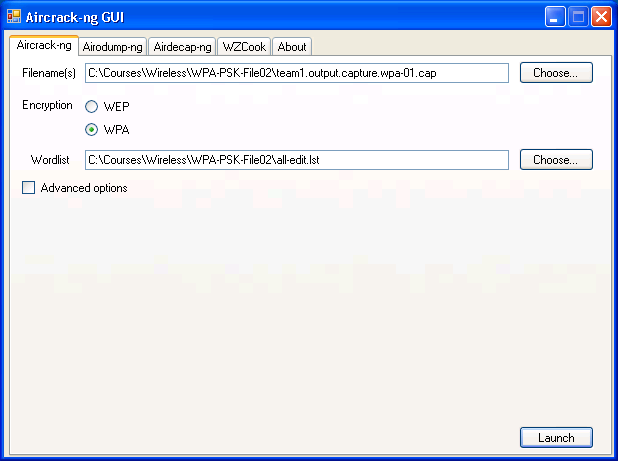 Aircrack-ng GUI
Aircrack-ng Airodump-ng Airdecap-ng WZCook About
Filename(s) C:\Courses\Wireless\WPA-PSK-File02\team1.output.capture.wpa-01.cap Choose...
Encryption WEP
WPA
Wordlist C:\Courses\Wireless\WPA-PSK-File02\all-edit.lst Choose...
Advanced options
Launch